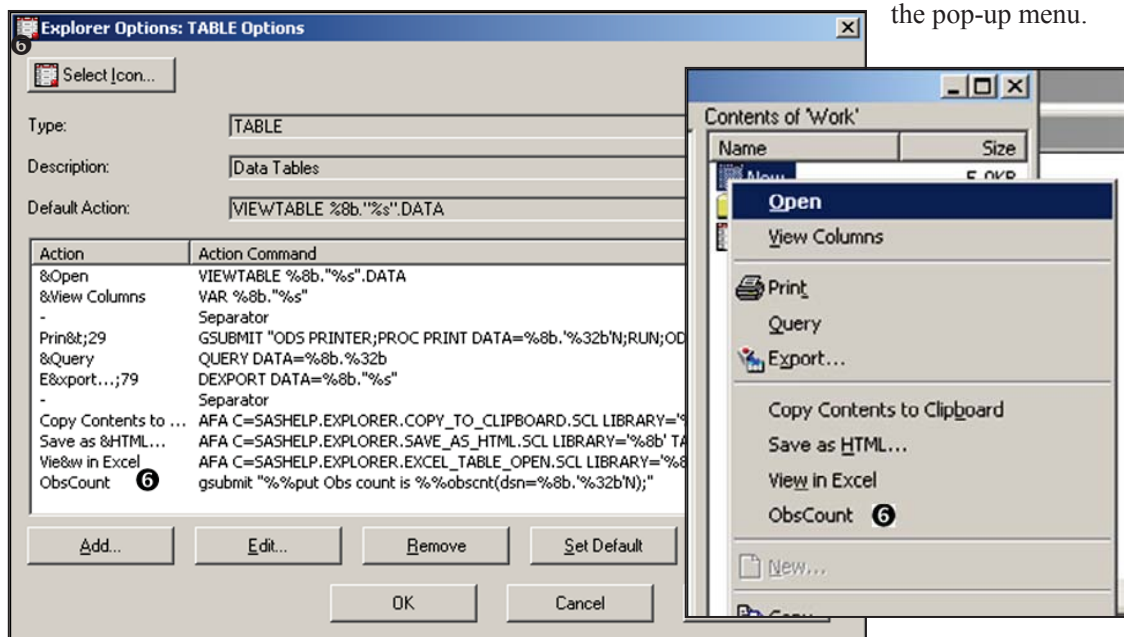 the pop-up menu.
Explorer Options: TABLE Options
❻
Select Icon...
Type: TABLE
Description: Data Tables
Default Action: VIEWTABLE %8b."%s".DATA
Action Action Command
&Open VIEWTABLE %8b."%s".DATA
&View Columns VAR %8b."%s"
- Separator
Prin&t;29 GSUBMIT "ODS PRINTER;PROC PRINT DATA=%8b.'%32b'N;RUN;OD
&Query QUERY DATA=%8b.%32b
E&xport...;79 DEXPORT DATA=%8b."%s"
- Separator
Copy Contents to ... AFA C=SASHELP.EXPLORER.COPY_TO_CLIPBOARD.SCL LIBRARY='%
Save as &HTML... AFA C=SASHELP.EXPLORER.SAVE_AS_HTML.SCL LIBRARY='%8b' TA
Vie&w in Excel AFA C=SASHELP.EXPLORER.EXCEL_TABLE_OPEN.SCL LIBRARY='%8
ObsCount ❻ gsubmit "%%put Obs count is %%obscnt(dsn=%8b.'%32b'N);"
Add... Edit... Remove Set Default
OK Cancel
Contents of 'Work'
Name Size
Open
View Columns
Print
Query
Export...
Copy Contents to Clipboard
Save as HTML...
View in Excel
ObsCount ❻
New...